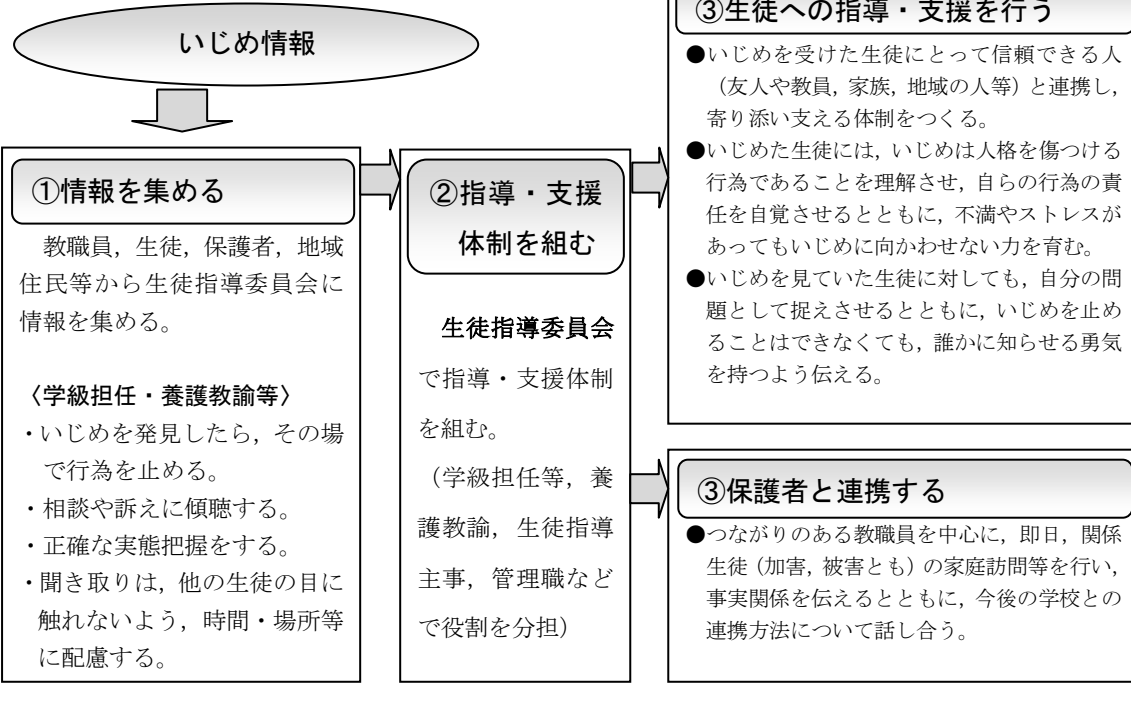 いじめ情報
①情報を集める
教職員，生徒，保護者，地域
住民等から生徒指導委員会に
情報を集める。
〈学級担任・養護教諭等〉
・いじめを発見したら，その場
で行為を止める。
・相談や訴えに傾聴する。
・正確な実態把握をする。
・聞き取りは，他の生徒の目に
触れないよう，時間・場所等
に配慮する。
②指導・支援
体制を組む
生徒指導委員会
で指導・支援体制
を組む。
（学級担任等，養
護教諭，生徒指導
主事，管理職など
で役割を分担）
③生徒への指導・支援を行う
●いじめを受けた生徒にとって信頼できる人
（友人や教員，家族，地域の人等）と連携し，
寄り添い支える体制をつくる。
●いじめた生徒には，いじめは人格を傷つける
行為であることを理解させ，自らの行為の責
任を自覚させるとともに，不満やストレスが
あってもいじめに向かわせない力を育む。
●いじめを見ていた生徒に対しても，自分の問
題として捉えさせるとともに，いじめを止め
ることはできなくても，誰かに知らせる勇気
を持つよう伝える。
③保護者と連携する
●つながりのある教職員を中心に，即日，関係
生徒（加害，被害とも）の家庭訪問等を行い，
事実関係を伝えるとともに，今後の学校との
連携方法について話し合う。